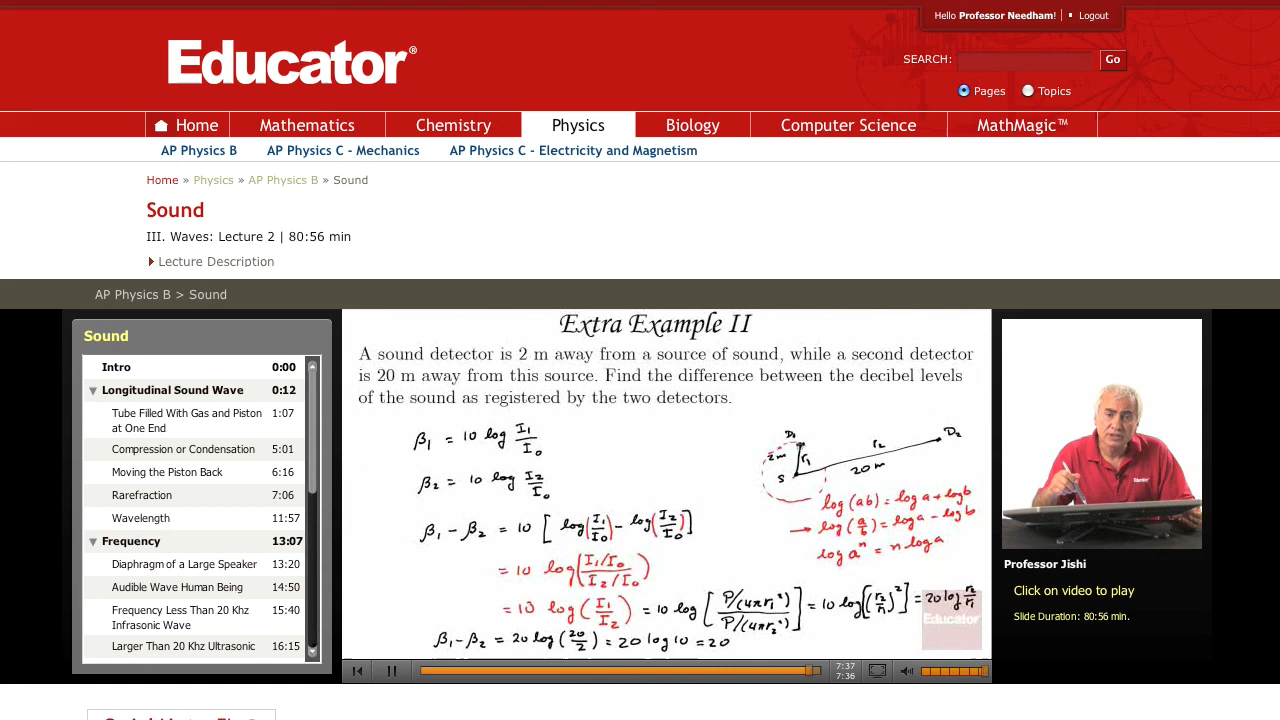 Hello Professor Needham! Logout
Educator®
SEARCH: Go
Pages Topics
Home Mathematics Chemistry Physics Biology Computer Science MathMagic™
AP Physics B AP Physics C - Mechanics AP Physics C - Electricity and Magnetism
Home » Physics » AP Physics B » Sound
Sound
III. Waves: Lecture 2 | 80:56 min
Lecture Description
AP Physics B > Sound
Sound
Intro 0:00
Longitudinal Sound Wave 0:12
Tube Filled With Gas and Piston
at One End 1:07
Compression or Condensation 5:01
Moving the Piston Back 6:16
Rarefraction 7:06
Wavelength 11:57
Frequency 13:07
Diaphragm of a Large Speaker 13:20
Audible Wave Human Being 14:50
Frequency Less Than 20 Khz
Infrasonic Wave 15:40
Larger Than 20 Khz Ultrasonic 16:15
Extra Example II
A sound detector is 2 m away from a source of sound, while a second detector
is 20 m away from this source. Find the difference between the decibel levels
of the sound as registered by the two detectors.
β₁ = 10 log I₁/I₀
β₂ = 10 log I₂/I₀
β₁ - β₂ = 10 [ log(I₁/I₀) - log(I₂/I₀) ]
= 10 log( (I₁/I₀) / (I₂/I₀) )
= 10 log (I₁/I₂) = 10 log [ (P/(4πr₁²)) / (P/(4πr₂²)) ] = 10 log[(r₂/r₁)²] = 20 log r₂/r₁
β₁ - β₂ = 20 log (20/2) = 20 log 10 = 20
D₁ r₂ D₂
2m r₁
S 20 m
log (ab) = log a + log b
→ log (a/b) = log a - log b
log aⁿ = n log a
Educator
7:37
7:36
Educator
Professor Jishi
Click on video to play
Slide Duration: 80:56 min.